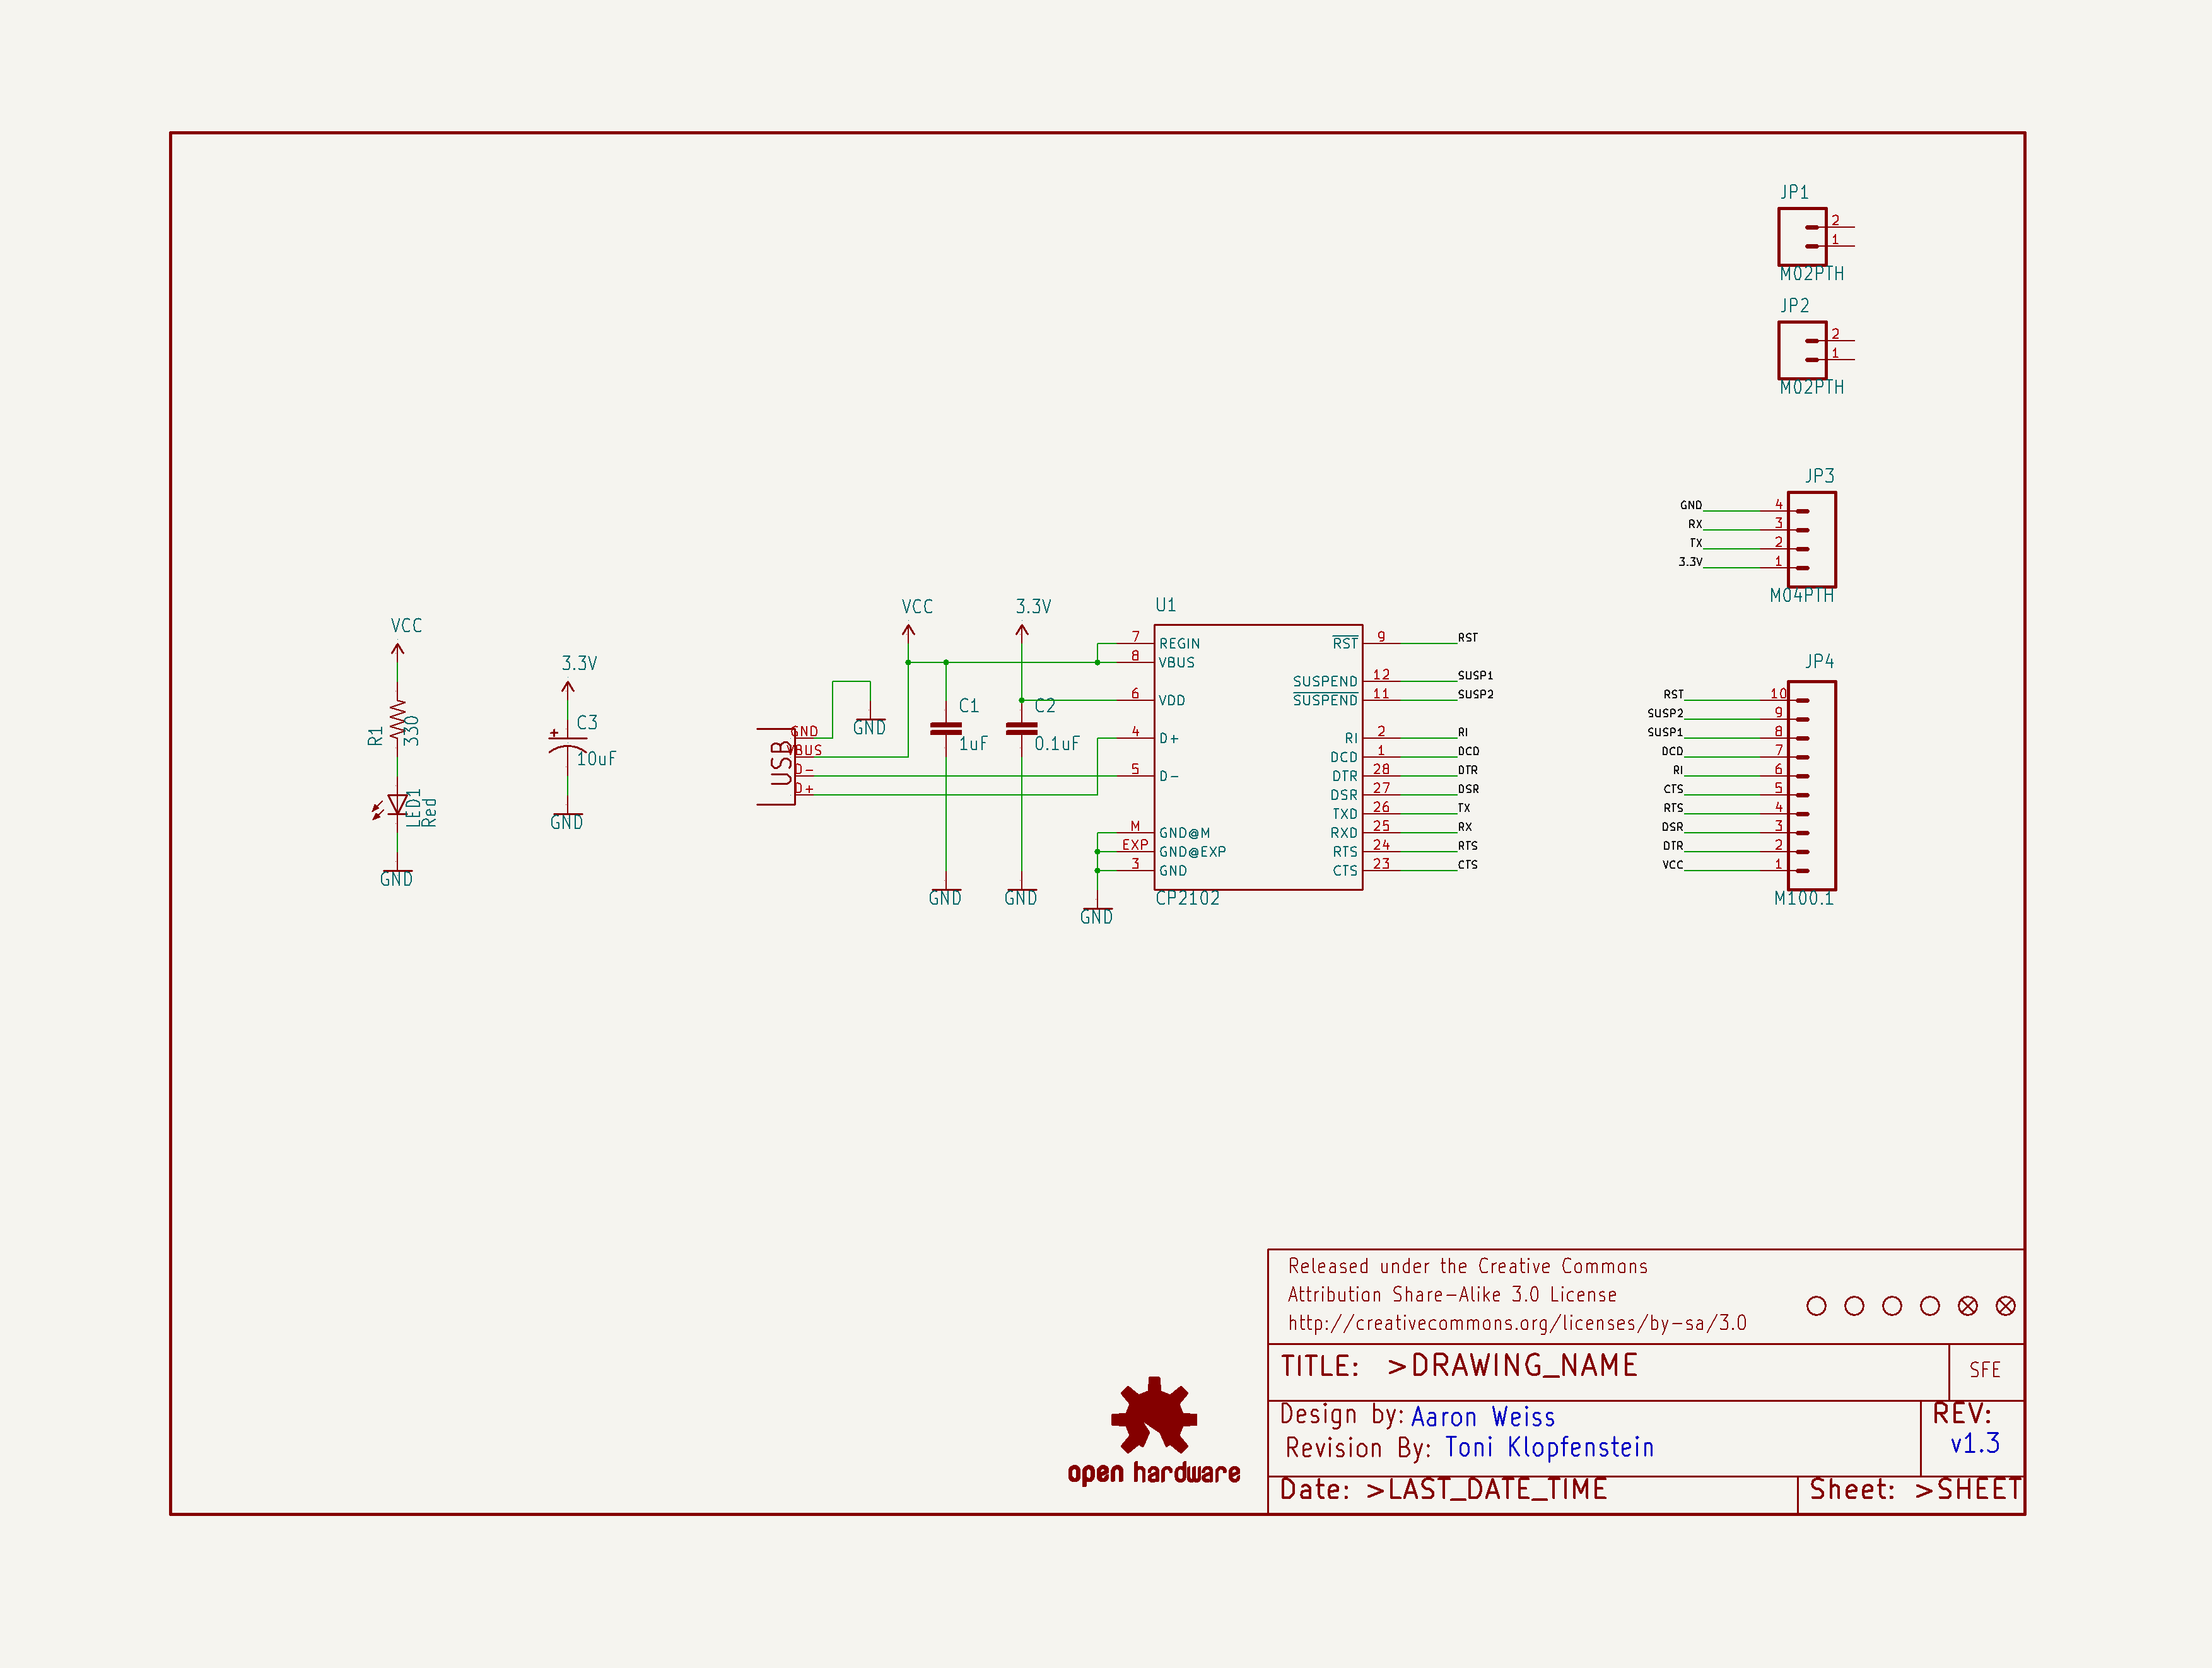 JP1
2
1
M02PTH
JP2
2
1
M02PTH
JP3
GND 4
RX 3
TX 2
3.3V 1
M04PTH
JP4
RST 10
SUSP2 9
SUSP1 8
DCD 7
RI 6
CTS 5
RTS 4
DSR 3
DTR 2
VCC 1
M100.1
VCC
R1
330
LED1
Red
GND
3.3V
C3
10uF
GND
USB
GND
VBUS
D-
D+
GND
VCC
C1
1uF
GND
3.3V
C2
0.1uF
GND
GND
U1
7 REGIN
8 VBUS
6 VDD
4 D+
5 D-
M GND@M
EXP GND@EXP
3 GND
RST 9 RST
SUSPEND 12 SUSP1
SUSPEND 11 SUSP2
RI 2 RI
DCD 1 DCD
DTR 28 DTR
DSR 27 DSR
TXD 26 TX
RXD 25 RX
RTS 24 RTS
CTS 23 CTS
CP2102
Released under the Creative Commons
Attribution Share-Alike 3.0 License
http://creativecommons.org/licenses/by-sa/3.0
TITLE: >DRAWING_NAME
SFE
Design by: Aaron Weiss
Revision By: Toni Klopfenstein
REV:
v1.3
Date: >LAST_DATE_TIME
Sheet: >SHEET
open hardware